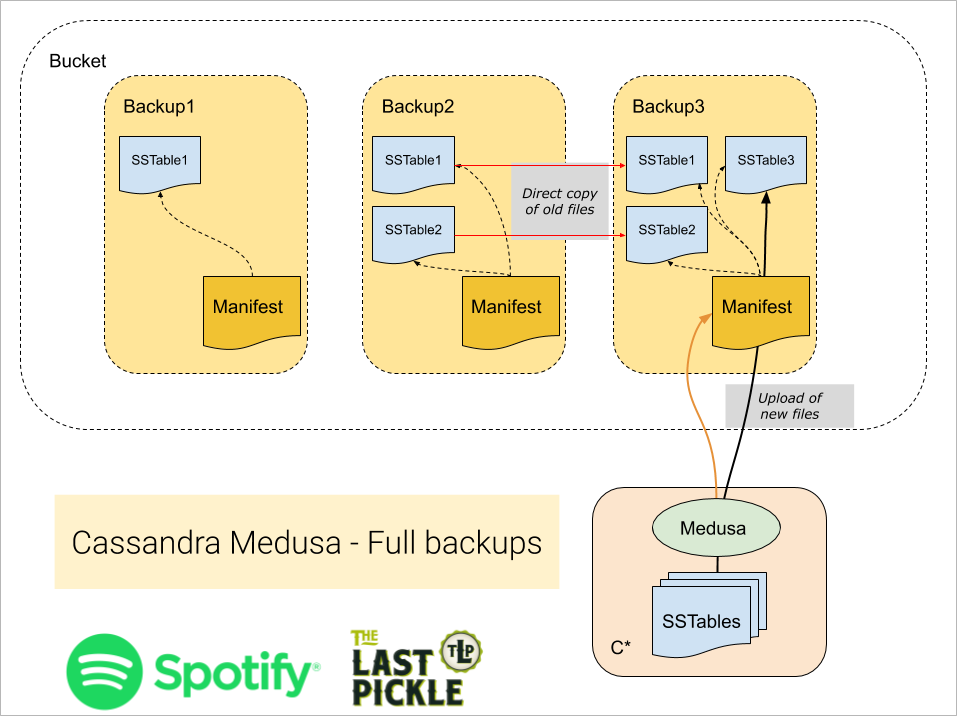 Bucket
Backup1
Backup2
Backup3
SSTable1
SSTable1
SSTable1
SSTable3
Direct copy
of old files
SSTable2
SSTable2
Manifest
Manifest
Manifest
Upload of
new files
Cassandra Medusa - Full backups
Medusa
SSTables
C*
Spotify®
THE
LAST
PICKLE
TLP